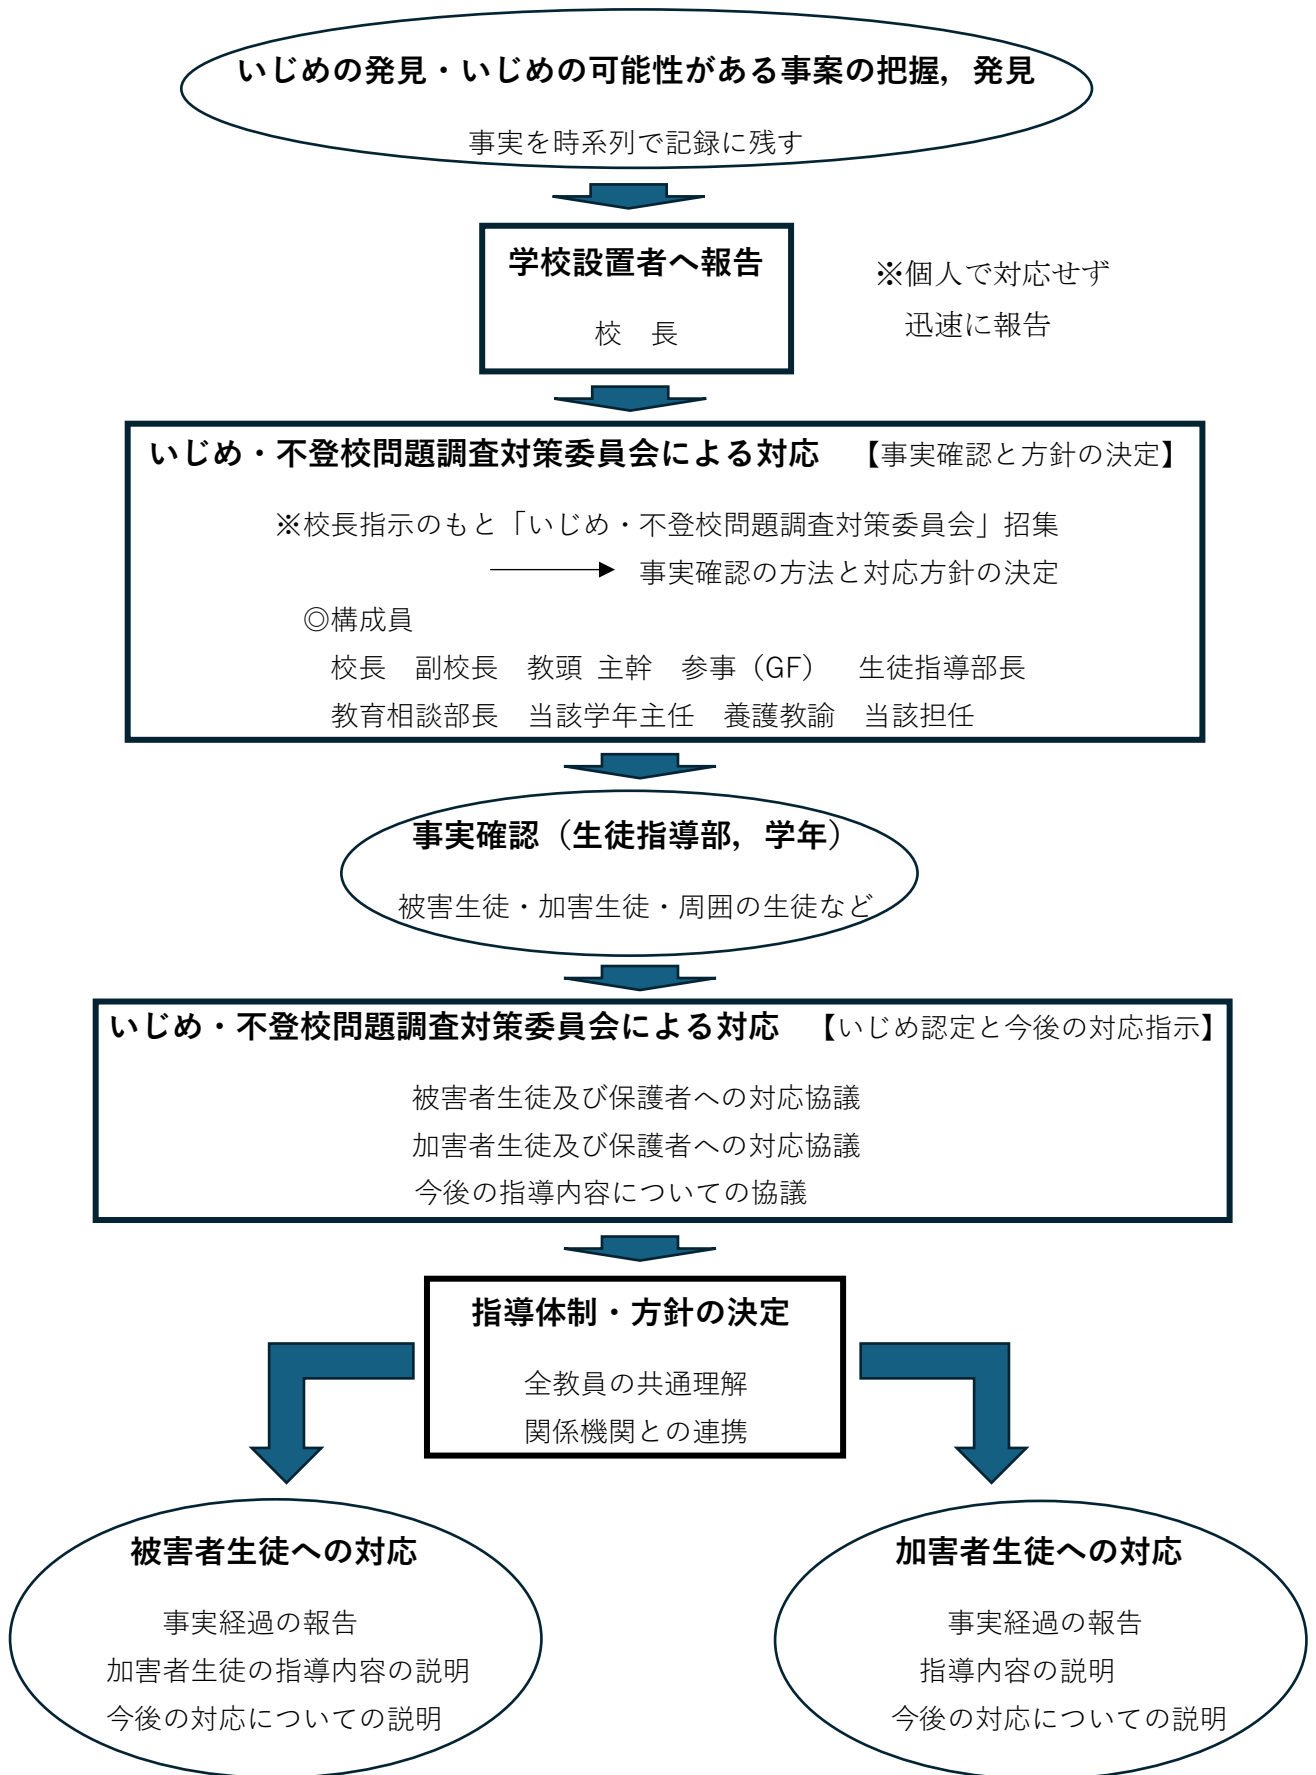 いじめの発見・いじめの可能性がある事案の把握，発見
事実を時系列で記録に残す
学校設置者へ報告
校　長
※個人で対応せず
迅速に報告
いじめ・不登校問題調査対策委員会による対応　【事実確認と方針の決定】
※校長指示のもと「いじめ・不登校問題調査対策委員会」招集
事実確認の方法と対応方針の決定
◎構成員
校長　副校長　教頭 主幹　参事（GF）　生徒指導部長
教育相談部長　当該学年主任　養護教諭　当該担任
事実確認（生徒指導部，学年）
被害生徒・加害生徒・周囲の生徒など
いじめ・不登校問題調査対策委員会による対応　【いじめ認定と今後の対応指示】
被害者生徒及び保護者への対応協議
加害者生徒及び保護者への対応協議
今後の指導内容についての協議
指導体制・方針の決定
全教員の共通理解
関係機関との連携
被害者生徒への対応
事実経過の報告
加害者生徒の指導内容の説明
今後の対応についての説明
加害者生徒への対応
事実経過の報告
指導内容の説明
今後の対応についての説明